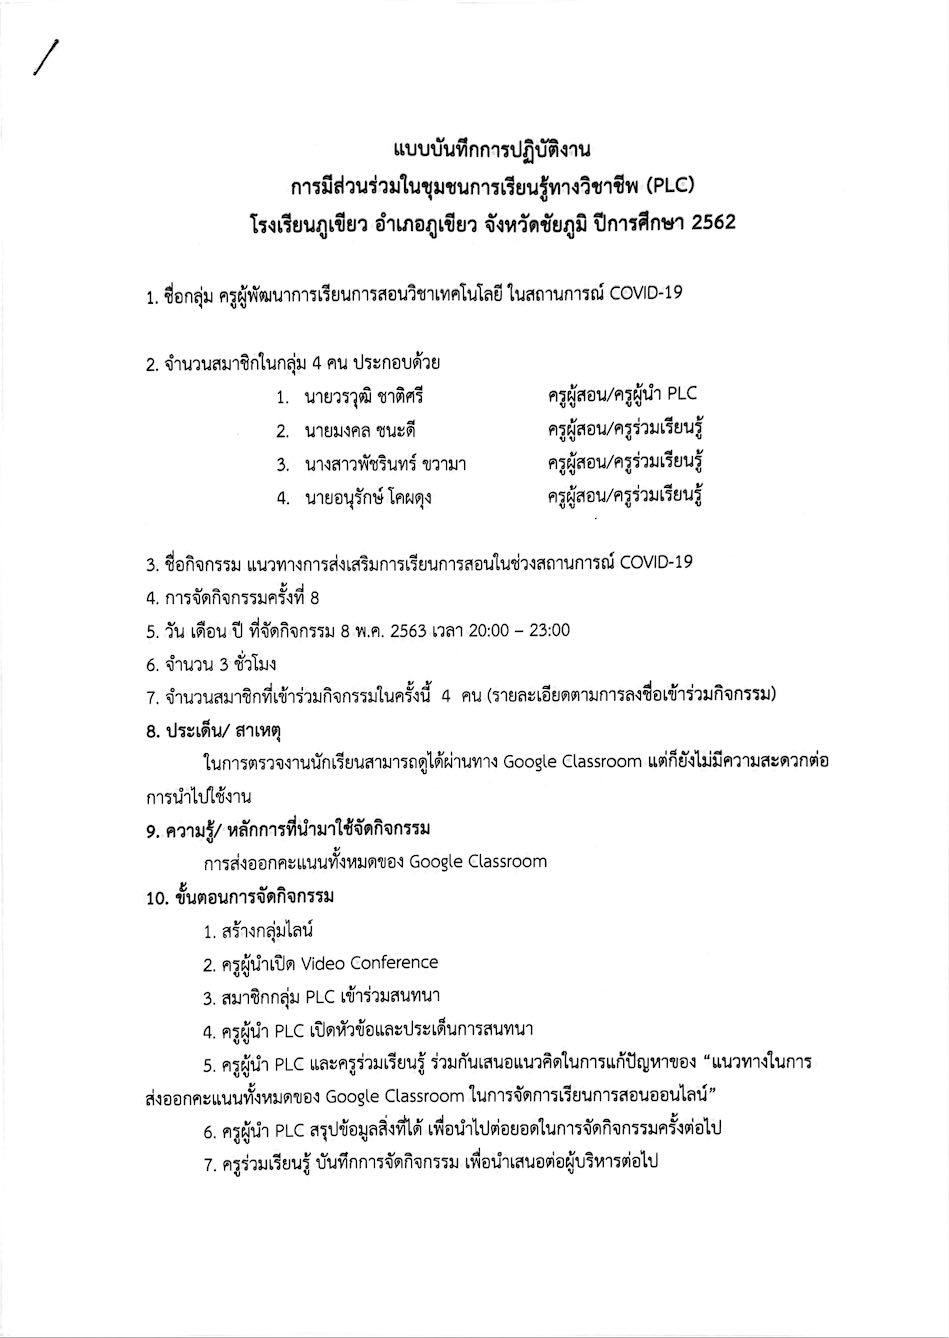 แบบบันทึกการปฏิบัติงาน
การมีส่วนร่วมในชุมชนการเรียนรู้ทางวิชาชีพ (PLC)
โรงเรียนภูเขียว อำเภอภูเขียว จังหวัดชัยภูมิ ปีการศึกษา 2562
1. ชื่อกลุ่ม ครูผู้พัฒนาการเรียนการสอนวิชาเทคโนโลยี ในสถานการณ์ COVID-19
2. จำนวนสมาชิกในกลุ่ม 4 คน ประกอบด้วย
1. นายวรวุฒิ ชาติศรี ครูผู้สอน/ครูผู้นำ PLC
2. นายมงคล ชนะดี ครูผู้สอน/ครูร่วมเรียนรู้
3. นางสาวพัชรินทร์ ขวามา ครูผู้สอน/ครูร่วมเรียนรู้
4. นายอนุรักษ์ โคผดุง ครูผู้สอน/ครูร่วมเรียนรู้
3. ชื่อกิจกรรม แนวทางการส่งเสริมการเรียนการสอนในช่วงสถานการณ์ COVID-19
4. การจัดกิจกรรมครั้งที่ 8
5. วัน เดือน ปี ที่จัดกิจกรรม 8 พ.ค. 2563 เวลา 20:00 – 23:00
6. จำนวน 3 ชั่วโมง
7. จำนวนสมาชิกที่เข้าร่วมกิจกรรมในครั้งนี้ 4 คน (รายละเอียดตามการลงชื่อเข้าร่วมกิจกรรม)
8. ประเด็น/ สาเหตุ
ในการตรวจงานนักเรียนสามารถดูได้ผ่านทาง Google Classroom แต่ก็ยังไม่มีความสะดวกต่อ
การนำไปใช้งาน
9. ความรู้/ หลักการที่นำมาใช้จัดกิจกรรม
การส่งออกคะแนนทั้งหมดของ Google Classroom
10. ขั้นตอนการจัดกิจกรรม
1. สร้างกลุ่มไลน์
2. ครูผู้นำเปิด Video Conference
3. สมาชิกกลุ่ม PLC เข้าร่วมสนทนา
4. ครูผู้นำ PLC เปิดหัวข้อและประเด็นการสนทนา
5. ครูผู้นำ PLC และครูร่วมเรียนรู้ ร่วมกันเสนอแนวคิดในการแก้ปัญหาของ “แนวทางในการ
ส่งออกคะแนนทั้งหมดของ Google Classroom ในการจัดการเรียนการสอนออนไลน์”
6. ครูผู้นำ PLC สรุปข้อมูลสิ่งที่ได้ เพื่อนำไปต่อยอดในการจัดกิจกรรมครั้งต่อไป
7. ครูร่วมเรียนรู้ บันทึกการจัดกิจกรรม เพื่อนำเสนอต่อผู้บริหารต่อไป